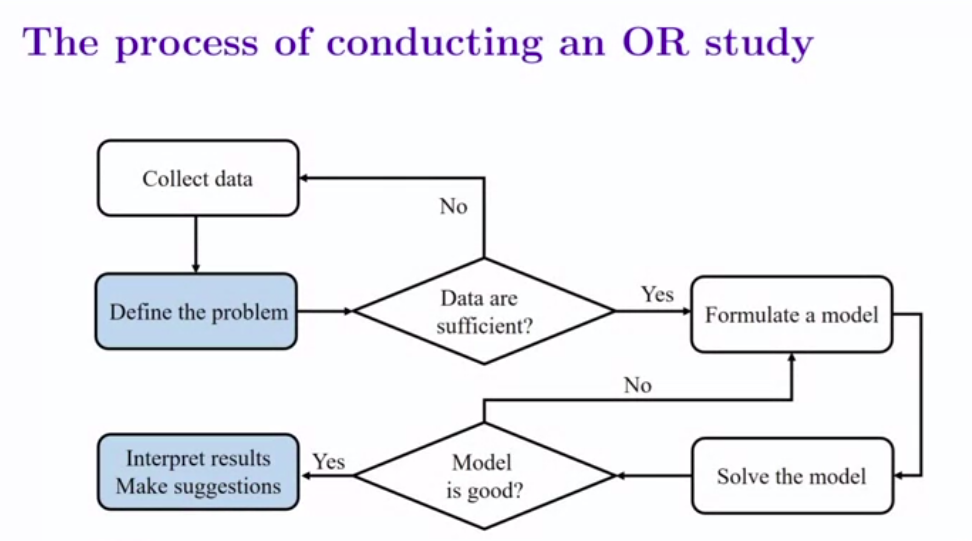 The process of conducting an OR study
Collect data
No
Define the problem
Data are
sufficient?
Yes
Formulate a model
No
Interpret results
Make suggestions
Yes
Model
is good?
Solve the model